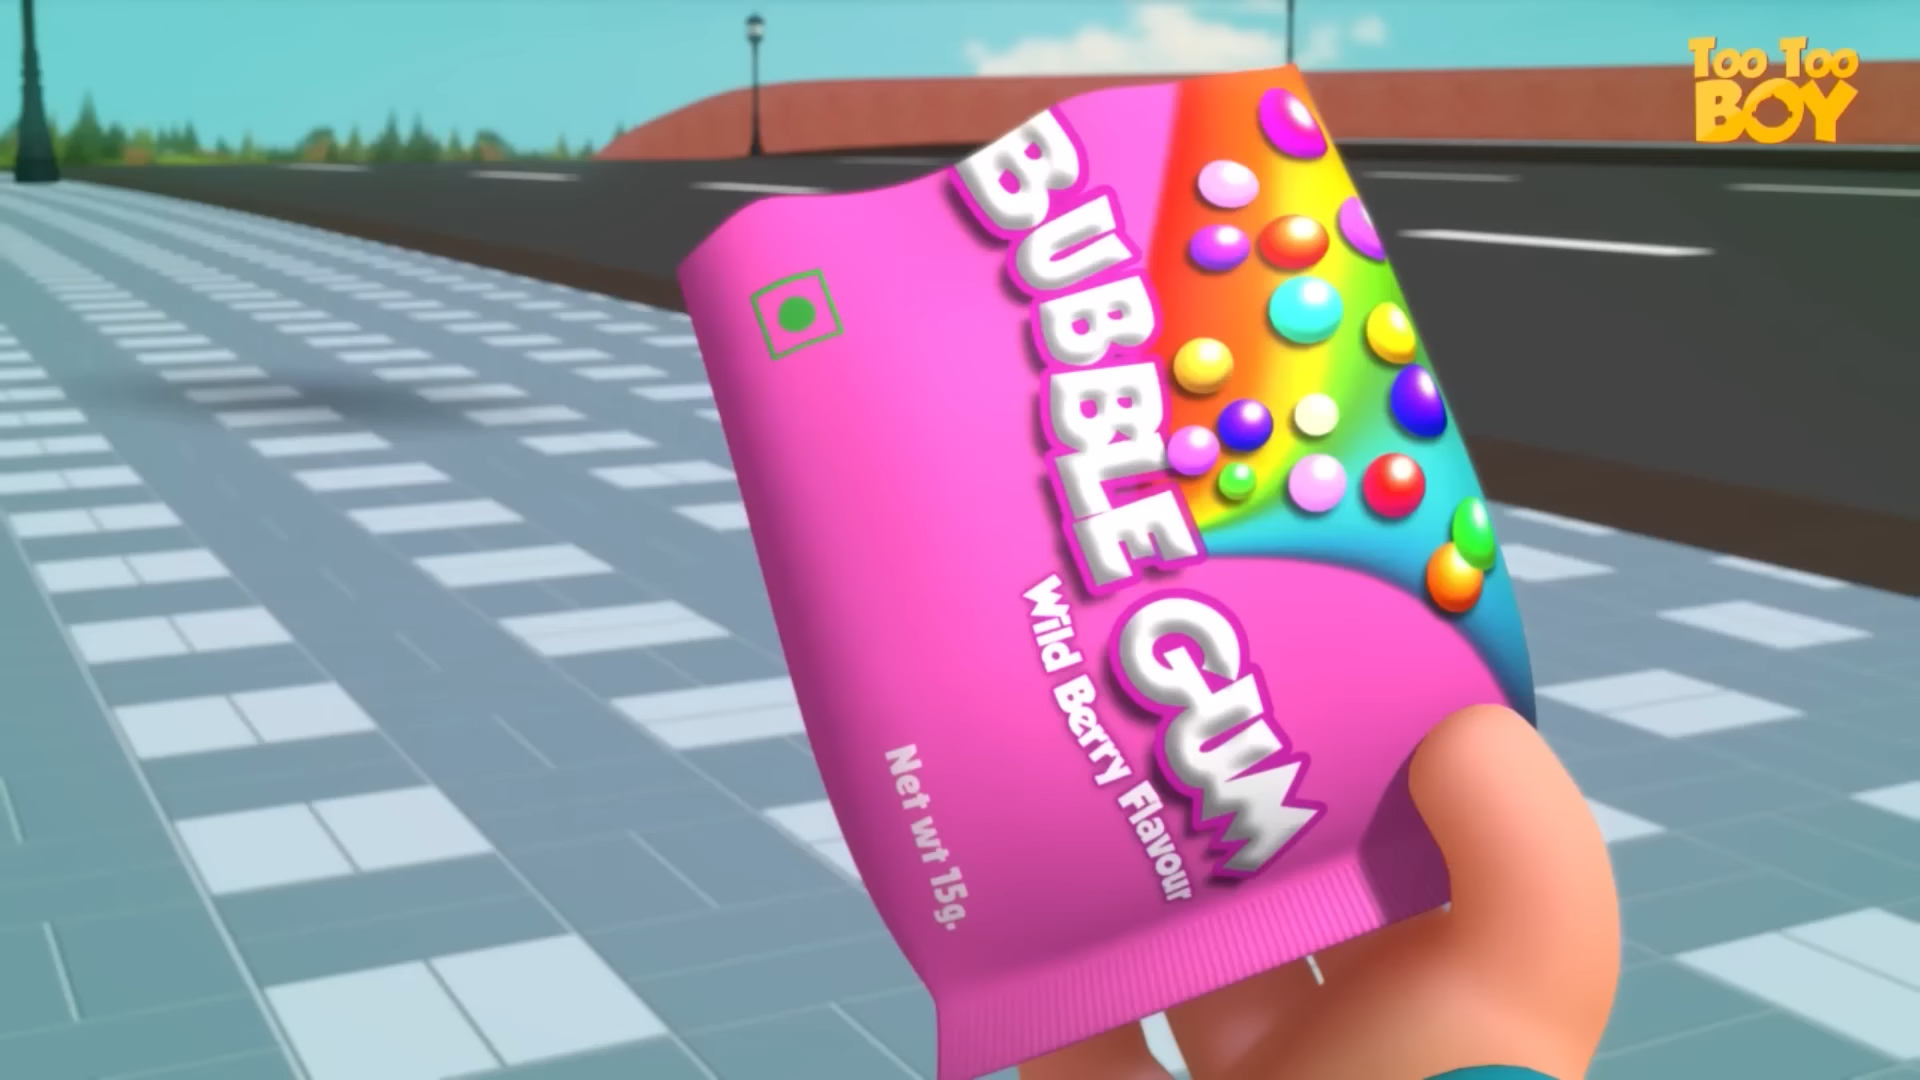 Too Too
BOY
BUBBLE GUM
Wild Berry Flavour
Net wt 15g.